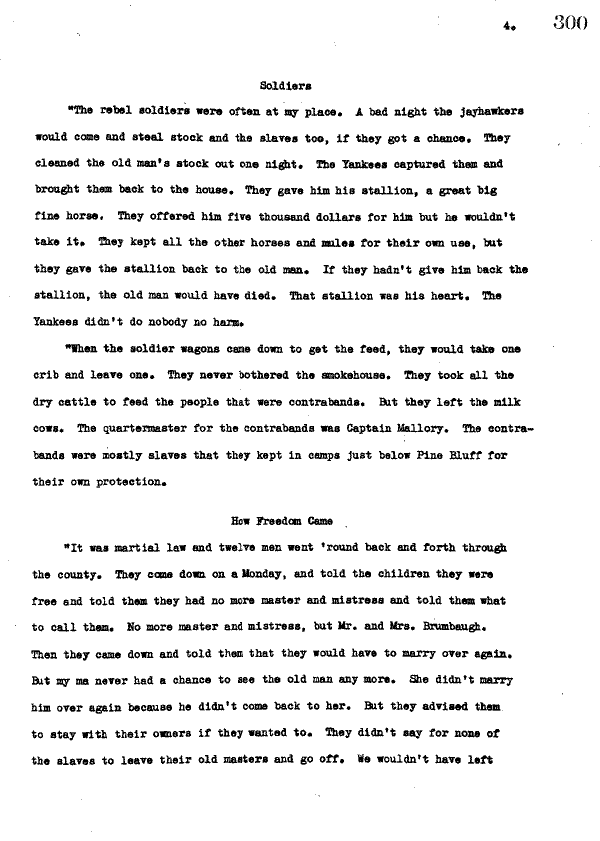 4. 300
Soldiers
"The rebel soldiers were often at my place. A bad night the jayhawkers
would come and steal stock and the slaves too, if they got a chance. They
cleaned the old man's stock out one night. The Yankees captured them and
brought them back to the house. They gave him his stallion, a great big
fine horse. They offered him five thousand dollars for him but he wouldn't
take it. They kept all the other horses and mules for their own use, but
they gave the stallion back to the old man. If they hadn't give him back the
stallion, the old man would have died. That stallion was his heart. The
Yankees didn't do nobody no harm.
"When the soldier wagons came down to get the feed, they would take one
crib and leave one. They never bothered the smokehouse. They took all the
dry cattle to feed the people that were contrabands. But they left the milk
cows. The quartermaster for the contrabands was Captain Mallory. The contra-
bands were mostly slaves that they kept in camps just below Pine Bluff for
their own protection.
How Freedom Came
"It was martial law and twelve men went 'round back and forth through
the county. They come down on a Monday, and told the children they were
free and told them they had no more master and mistress and told them what
to call them. No more master and mistress, but Mr. and Mrs. Brumbaugh.
Then they came down and told them that they would have to marry over again.
But my ma never had a chance to see the old man any more. She didn't marry
him over again because he didn't come back to her. But they advised them
to stay with their owners if they wanted to. They didn't say for none of
the slaves to leave their old masters and go off. We wouldn't have left